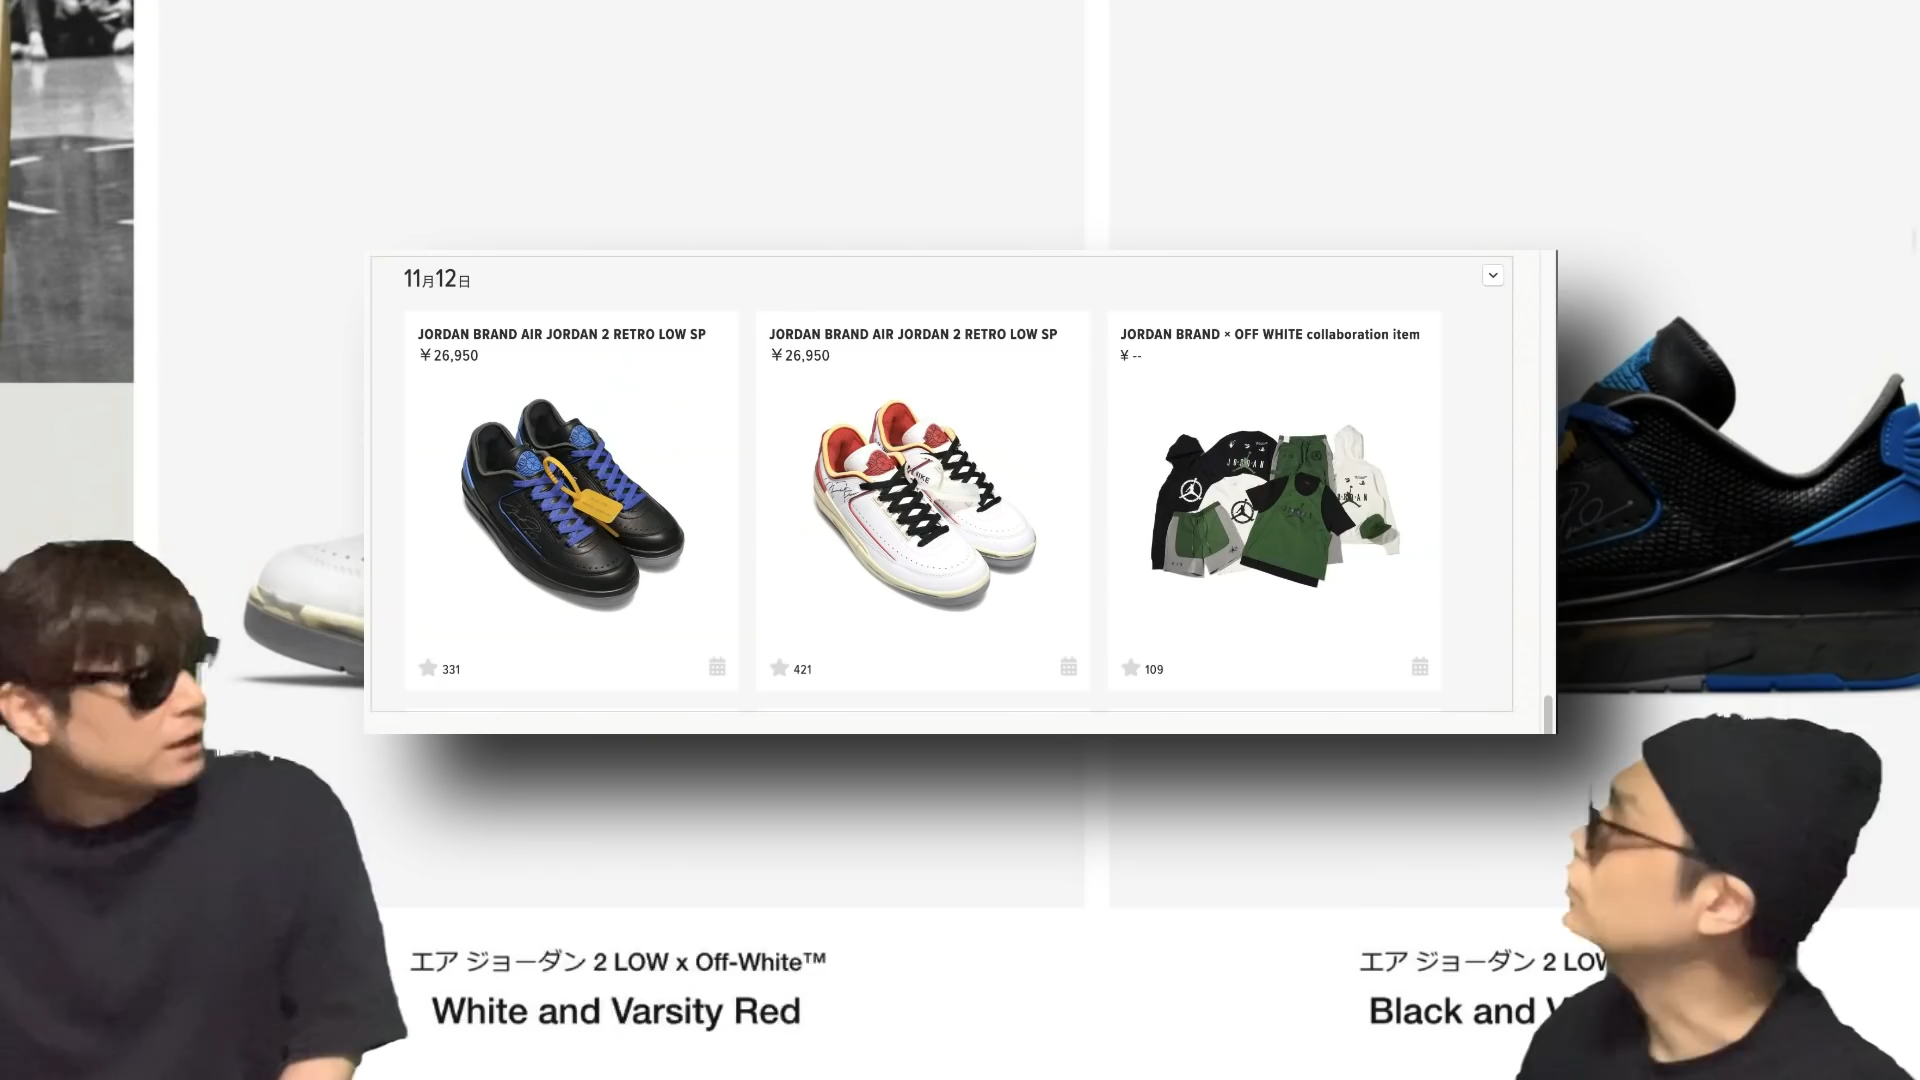 11月12日
JORDAN BRAND AIR JORDAN 2 RETRO LOW SP
￥26,950
331
JORDAN BRAND AIR JORDAN 2 RETRO LOW SP
￥26,950
421
JORDAN BRAND × OFF WHITE collaboration item
¥ --
109
エア ジョーダン 2 LOW x Off-White™
White and Varsity Red
エア ジョーダン 2 LOW
Black and V